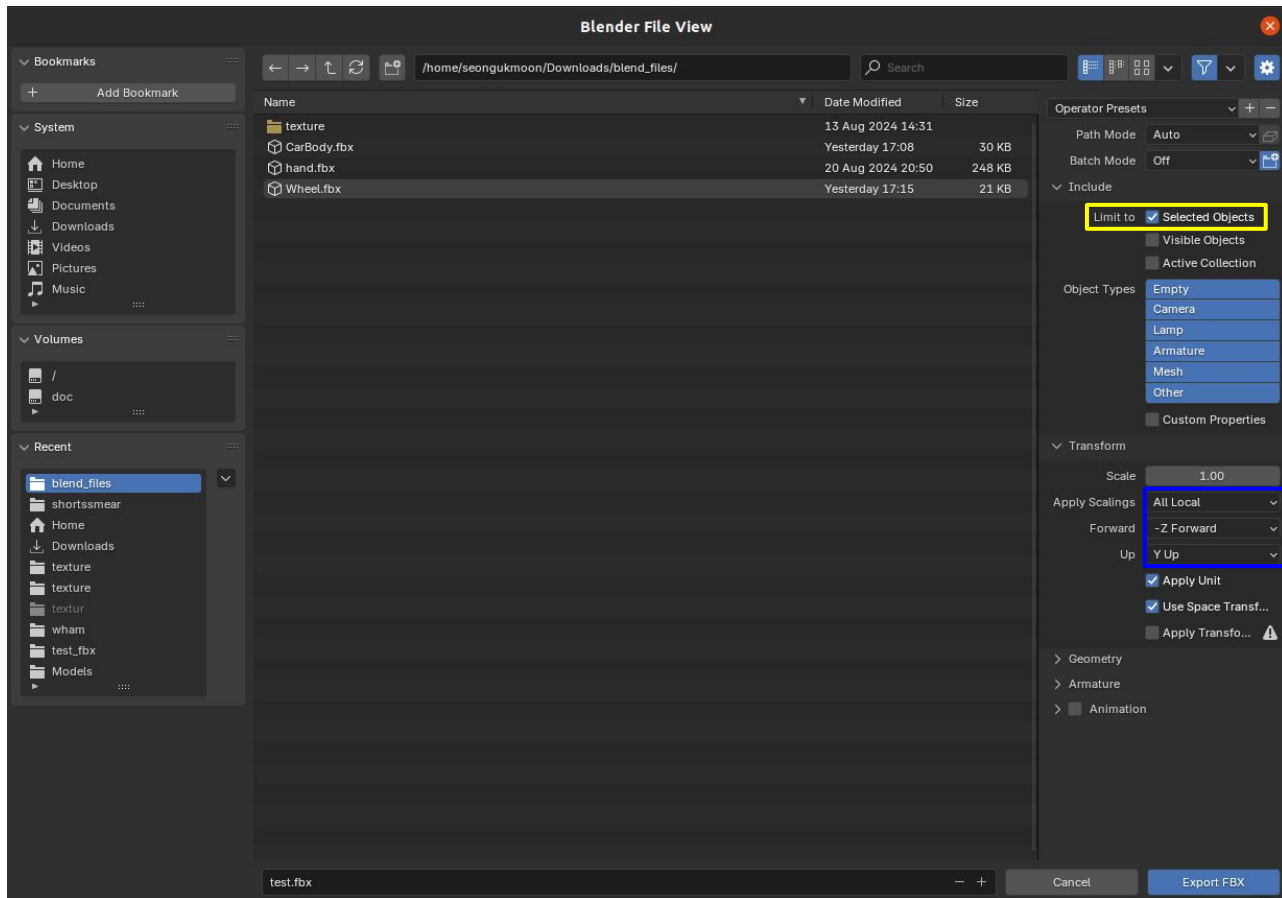 Blender File View
Bookmarks
+ Add Bookmark
System
Home
Desktop
Documents
Downloads
Videos
Pictures
Music
Volumes
/
doc
Recent
blend_files
shortssmear
Home
Downloads
texture
texture
textur
wham
test_fbx
Models
/home/seongukmoon/Downloads/blend_files/
Search
Name Date Modified Size
texture 13 Aug 2024 14:31
CarBody.fbx Yesterday 17:08 30 KB
hand.fbx 20 Aug 2024 20:50 248 KB
Wheel.fbx Yesterday 17:15 21 KB
Operator Presets
Path Mode Auto
Batch Mode Off
Include
Limit to Selected Objects
Visible Objects
Active Collection
Object Types Empty
Camera
Lamp
Armature
Mesh
Other
Custom Properties
Transform
Scale 1.00
Apply Scalings All Local
Forward -Z Forward
Up Y Up
Apply Unit
Use Space Transf...
Apply Transfo...
Geometry
Armature
Animation
test.fbx
Cancel
Export FBX